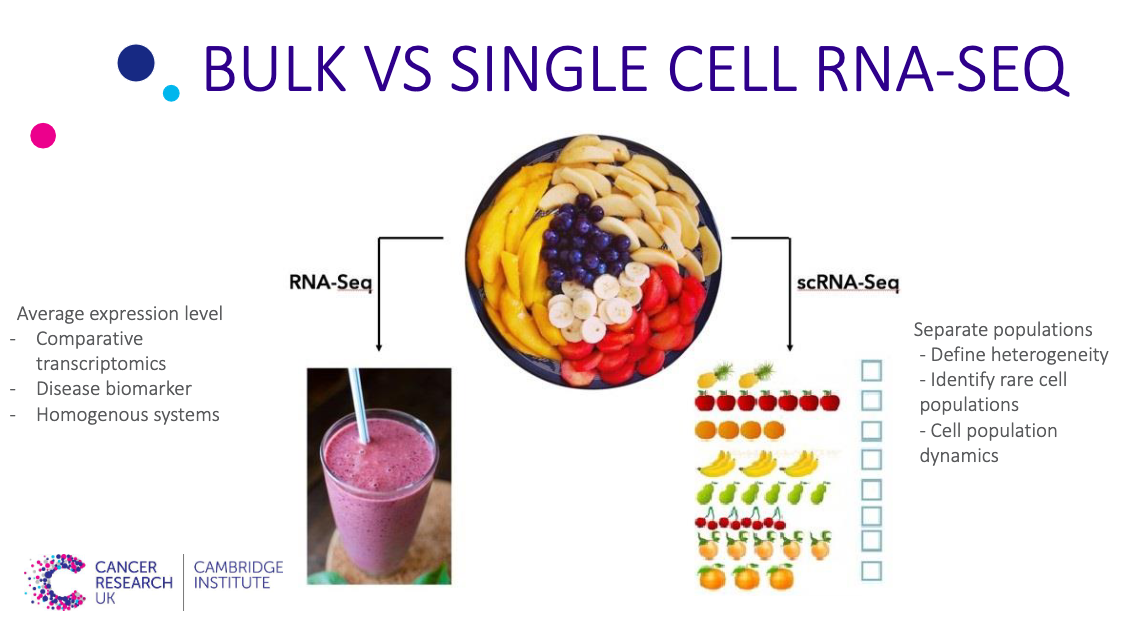 BULK VS SINGLE CELL RNA-SEQ
RNA-Seq
scRNA-Seq
Average expression level
- Comparative
transcriptomics
- Disease biomarker
- Homogenous systems
Separate populations
- Define heterogeneity
- Identify rare cell
populations
- Cell population
dynamics
CANCER
RESEARCH
UK
CAMBRIDGE
INSTITUTE